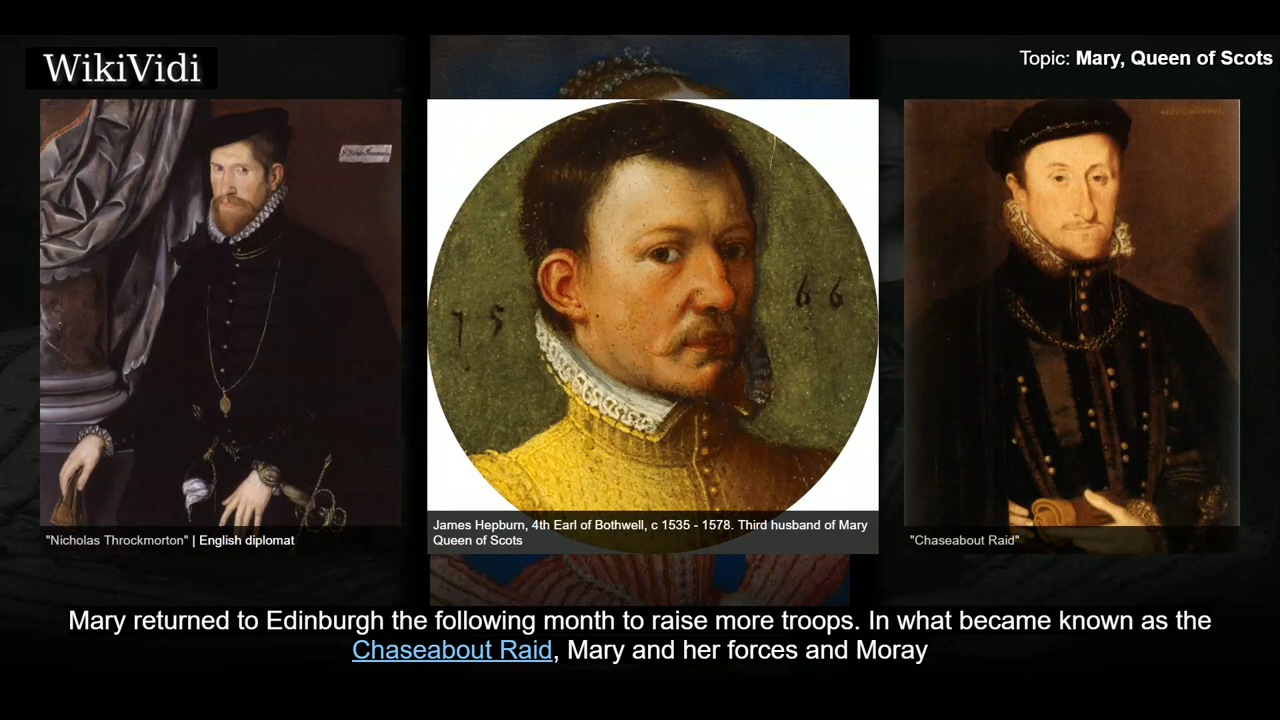 WikiVidi
Topic: Mary, Queen of Scots
75
66
"Nicholas Throckmorton" | English diplomat
James Hepburn, 4th Earl of Bothwell, c 1535 - 1578. Third husband of Mary
Queen of Scots
"Chaseabout Raid"
Mary returned to Edinburgh the following month to raise more troops. In what became known as the
Chaseabout Raid, Mary and her forces and Moray